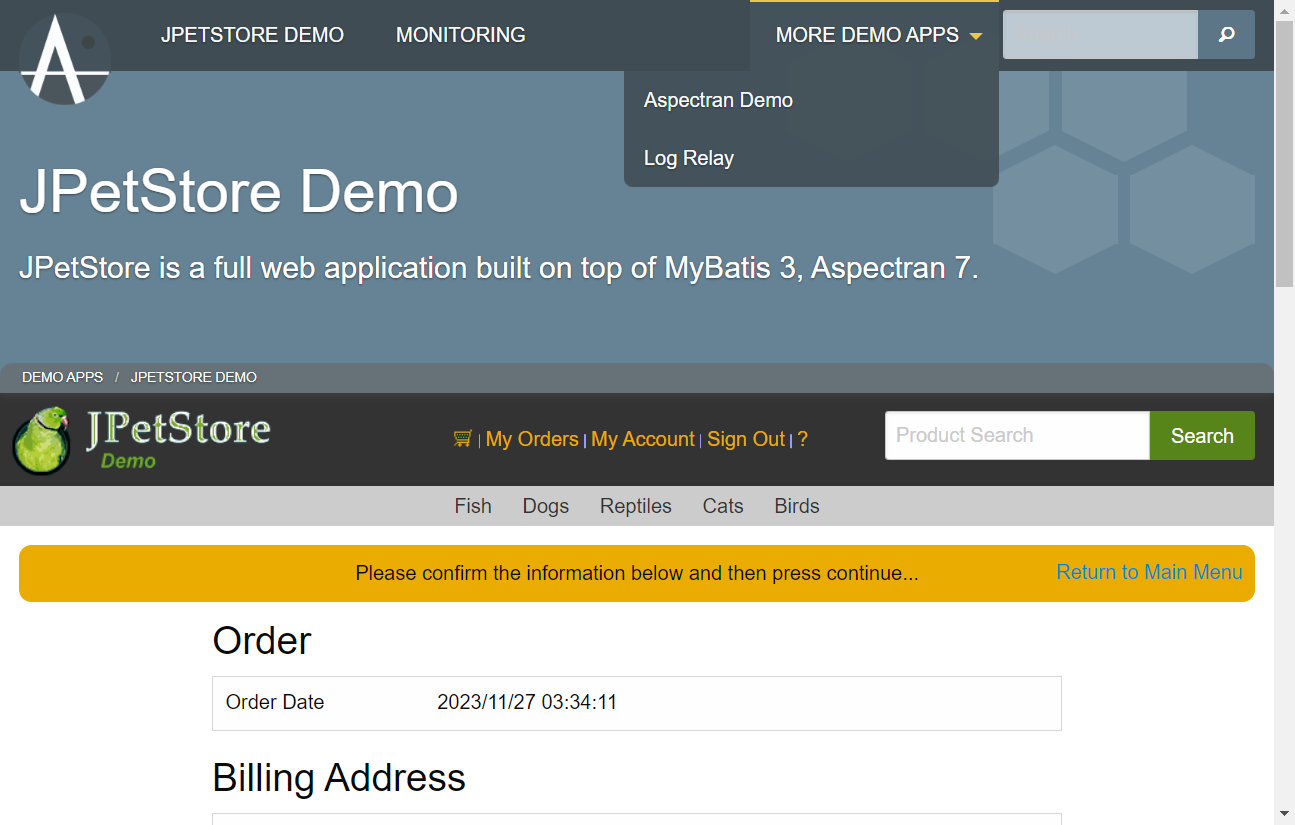 JPETSTORE DEMO MONITORING MORE DEMO APPS
Aspectran Demo
Log Relay
JPetStore Demo
JPetStore is a full web application built on top of MyBatis 3, Aspectran 7.
DEMO APPS / JPETSTORE DEMO
JPetStore
Demo
| My Orders | My Account | Sign Out | ?
Product Search Search
Fish Dogs Reptiles Cats Birds
Please confirm the information below and then press continue... Return to Main Menu
Order
Order Date 2023/11/27 03:34:11
Billing Address